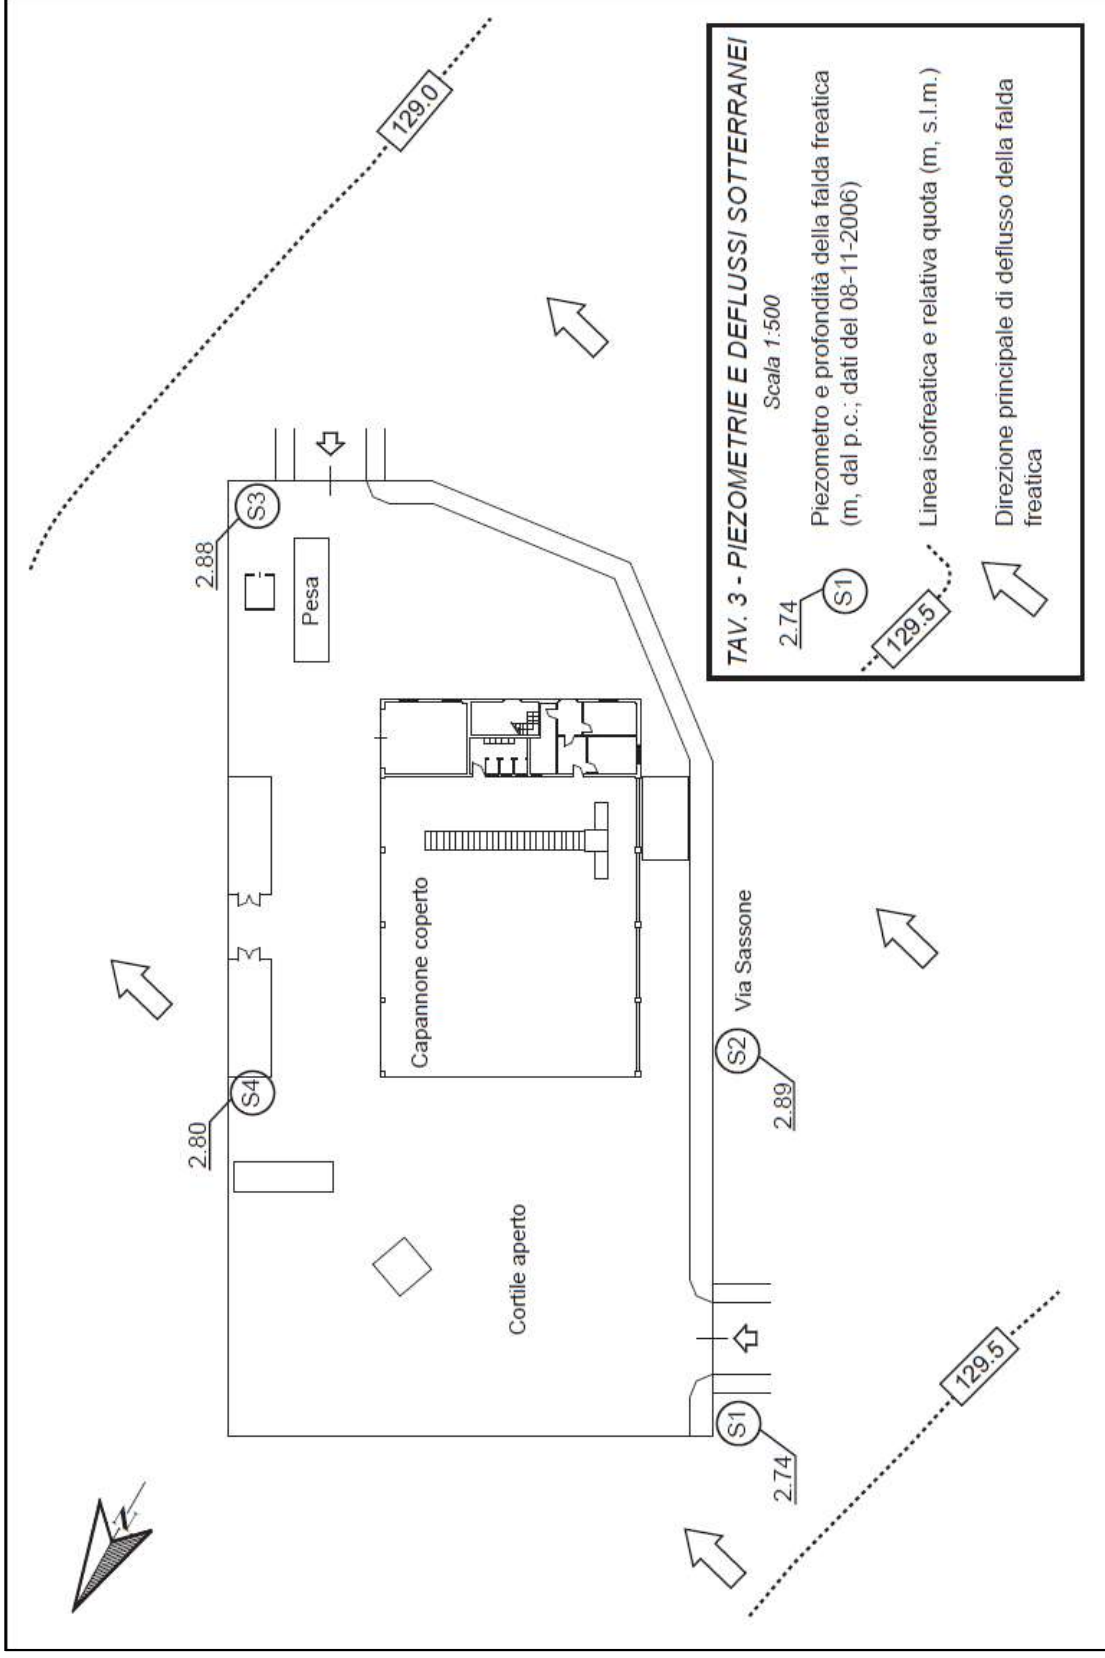 TAV. 3 - PIEZOMETRIE E DEFLUSSI SOTTERRANEI
Scala 1:500
2.74
S1
Piezometro e profondità della falda freatica
(m, dal p.c.; dati del 08-11-2006)
129.5
Linea isofreatica e relativa quota (m, s.l.m.)
Direzione principale di deflusso della falda
freatica
N
2.80
S4
2.88
S3
Pesa
129.0
Capannone coperto
Cortile aperto
Via Sassone
S2
2.89
S1
2.74
129.5